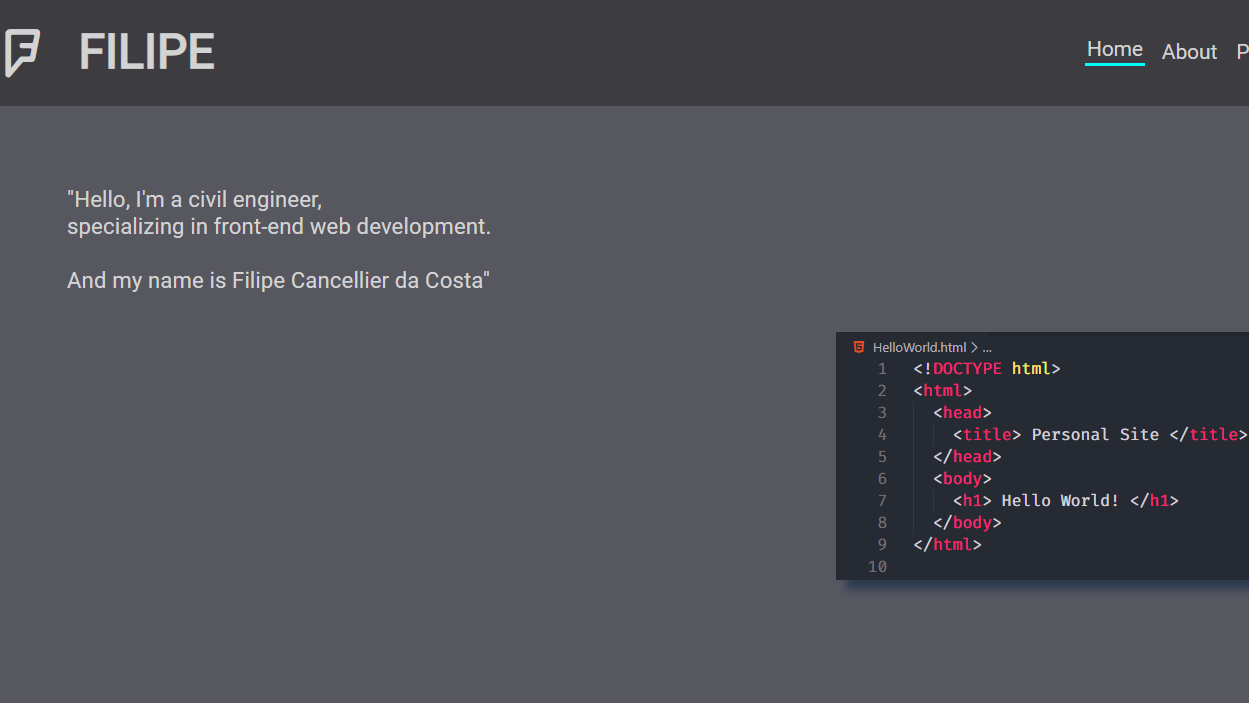 FILIPE
Home About P
"Hello, I'm a civil engineer,
specializing in front-end web development.
And my name is Filipe Cancellier da Costa"
HelloWorld.html > ...
1 <!DOCTYPE html>
2 <html>
3 <head>
4 <title> Personal Site </title>
5 </head>
6 <body>
7 <h1> Hello World! </h1>
8 </body>
9 </html>
10